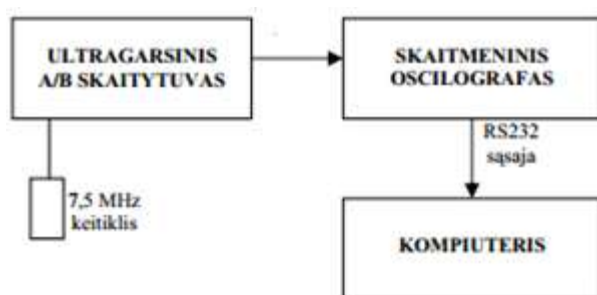 ULTRAGARSINIS
A/B SKAITYTUVAS
SKAITMENINIS
OSCILOGRAFAS
RS232
sąsaja
7,5 MHz
keitiklis
KOMPIUTERIS